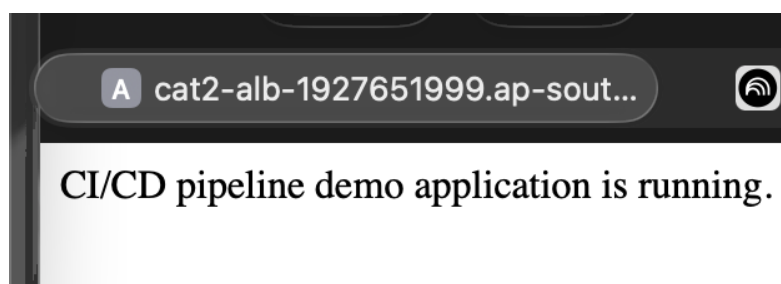 A cat2-alb-1927651999.ap-sout...
CI/CD pipeline demo application is running.